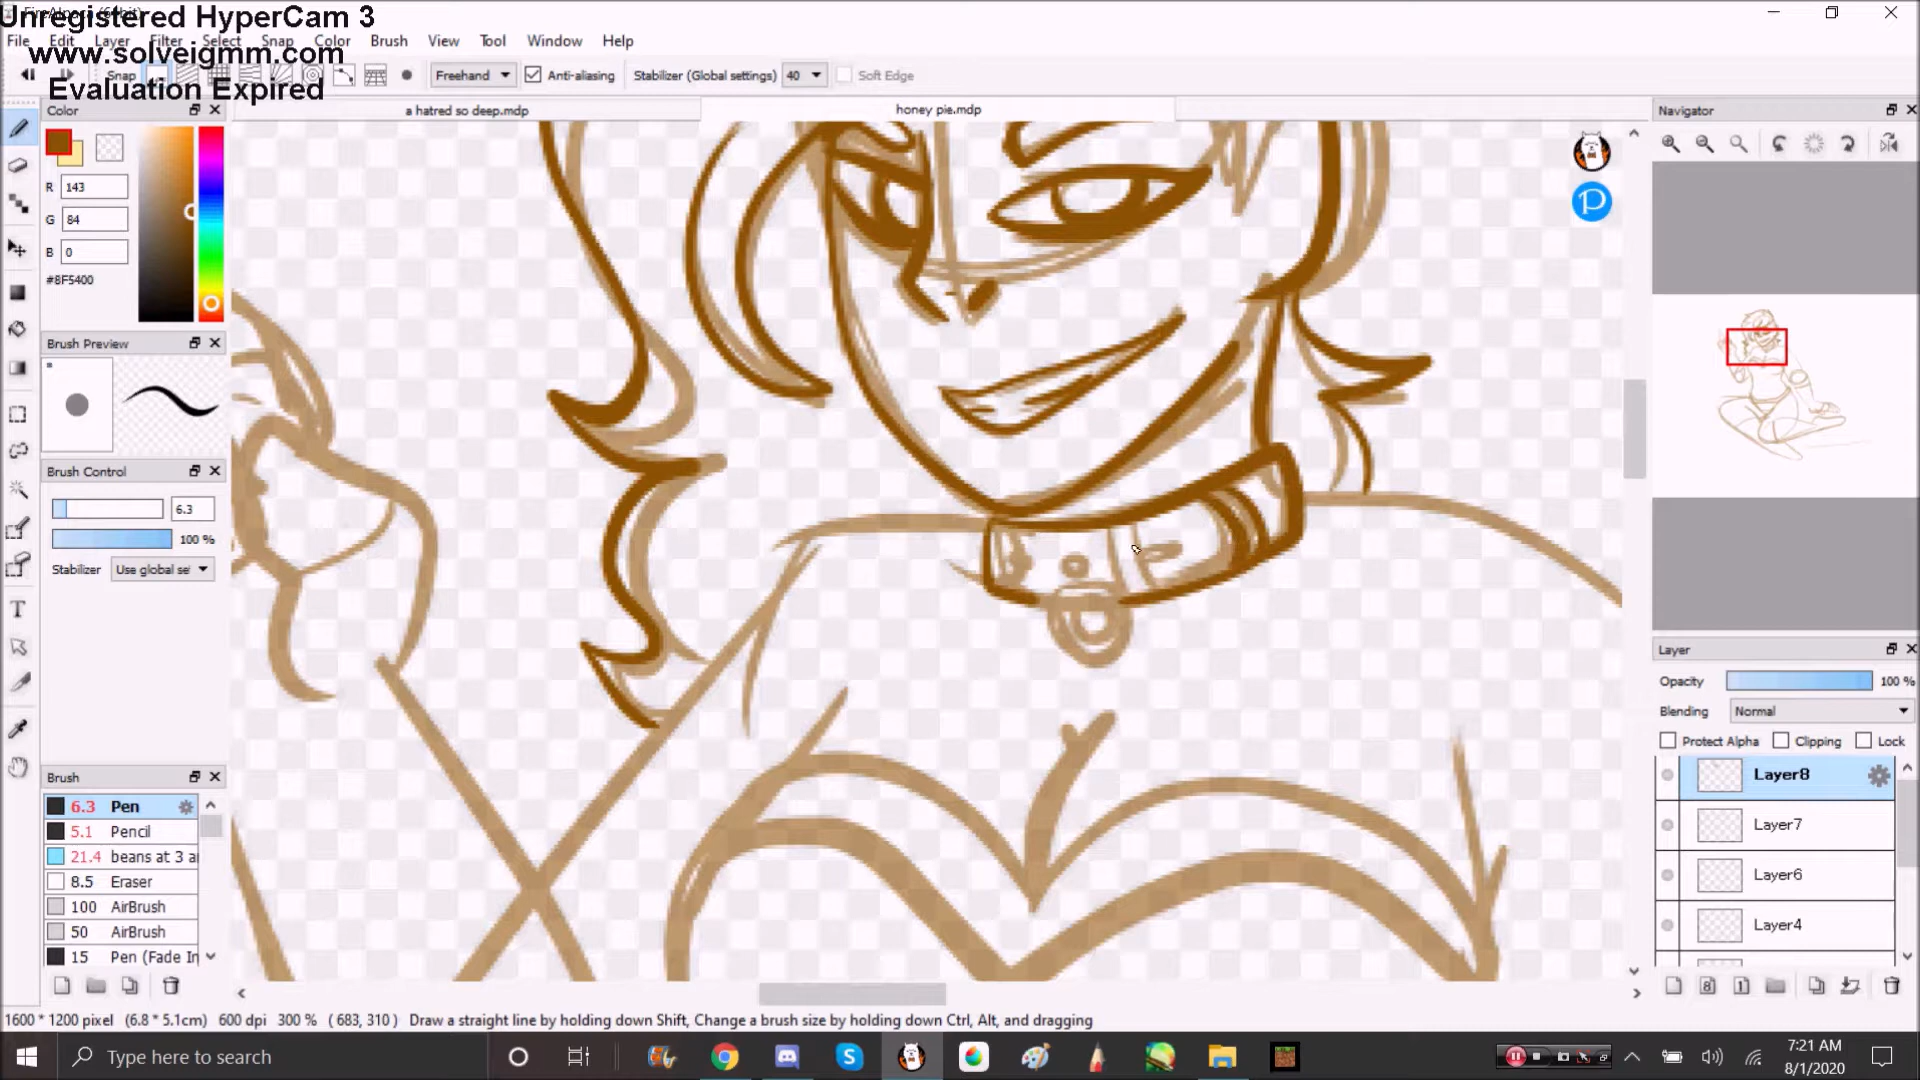 Unregistered HyperCam 3
File Edit Layer Filter Select Snap Color Brush View Tool Window Help
www.solveigmm.com
Snap Freehand Anti-aliasing Stabilizer (Global settings) 40 Soft Edge
Evaluation Expired
Color
a hatred so deep.mdp
honey pie.mdp
Navigator
R 143
G 84
B 0
#8F5400
Brush Preview
Brush Control
6.3
100 %
Stabilizer Use global se
Brush
6.3 Pen
5.1 Pencil
21.4 beans at 3 a
8.5 Eraser
100 AirBrush
50 AirBrush
15 Pen (Fade In
Layer
Opacity 100 %
Blending Normal
Protect Alpha Clipping Lock
Layer8
Layer7
Layer6
Layer4
1600 * 1200 pixel (6.8 * 5.1cm) 600 dpi 300 % ( 683, 310 ) Draw a straight line by holding down Shift, Change a brush size by holding down Ctrl, Alt, and dragging
Type here to search
7:21 AM
8/1/2020